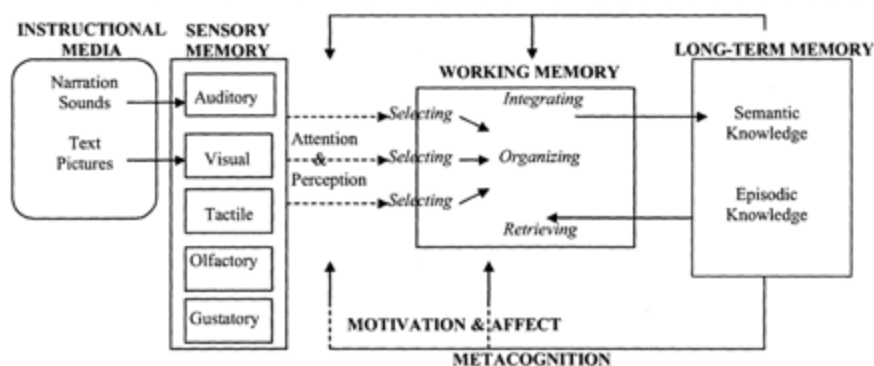 INSTRUCTIONAL
MEDIA
Narration
Sounds
Text
Pictures
SENSORY
MEMORY
Auditory
Visual
Tactile
Olfactory
Gustatory
Attention
&
Perception
Selecting
Selecting
Selecting
WORKING MEMORY
Integrating
Organizing
Retrieving
LONG-TERM MEMORY
Semantic
Knowledge
Episodic
Knowledge
MOTIVATION & AFFECT
METACOGNITION